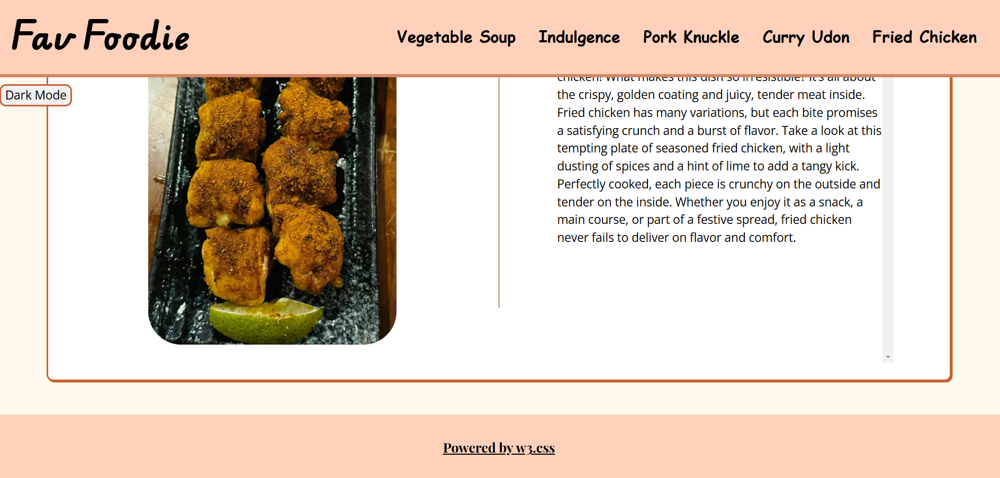 Fav Foodie
Vegetable Soup Indulgence Pork Knuckle Curry Udon Fried Chicken
Dark Mode
chicken! What makes this dish so irresistible? It's all about
the crispy, golden coating and juicy, tender meat inside.
Fried chicken has many variations, but each bite promises
a satisfying crunch and a burst of flavor. Take a look at this
tempting plate of seasoned fried chicken, with a light
dusting of spices and a hint of lime to add a tangy kick.
Perfectly cooked, each piece is crunchy on the outside and
tender on the inside. Whether you enjoy it as a snack, a
main course, or part of a festive spread, fried chicken
never fails to deliver on flavor and comfort.
Powered by w3.css